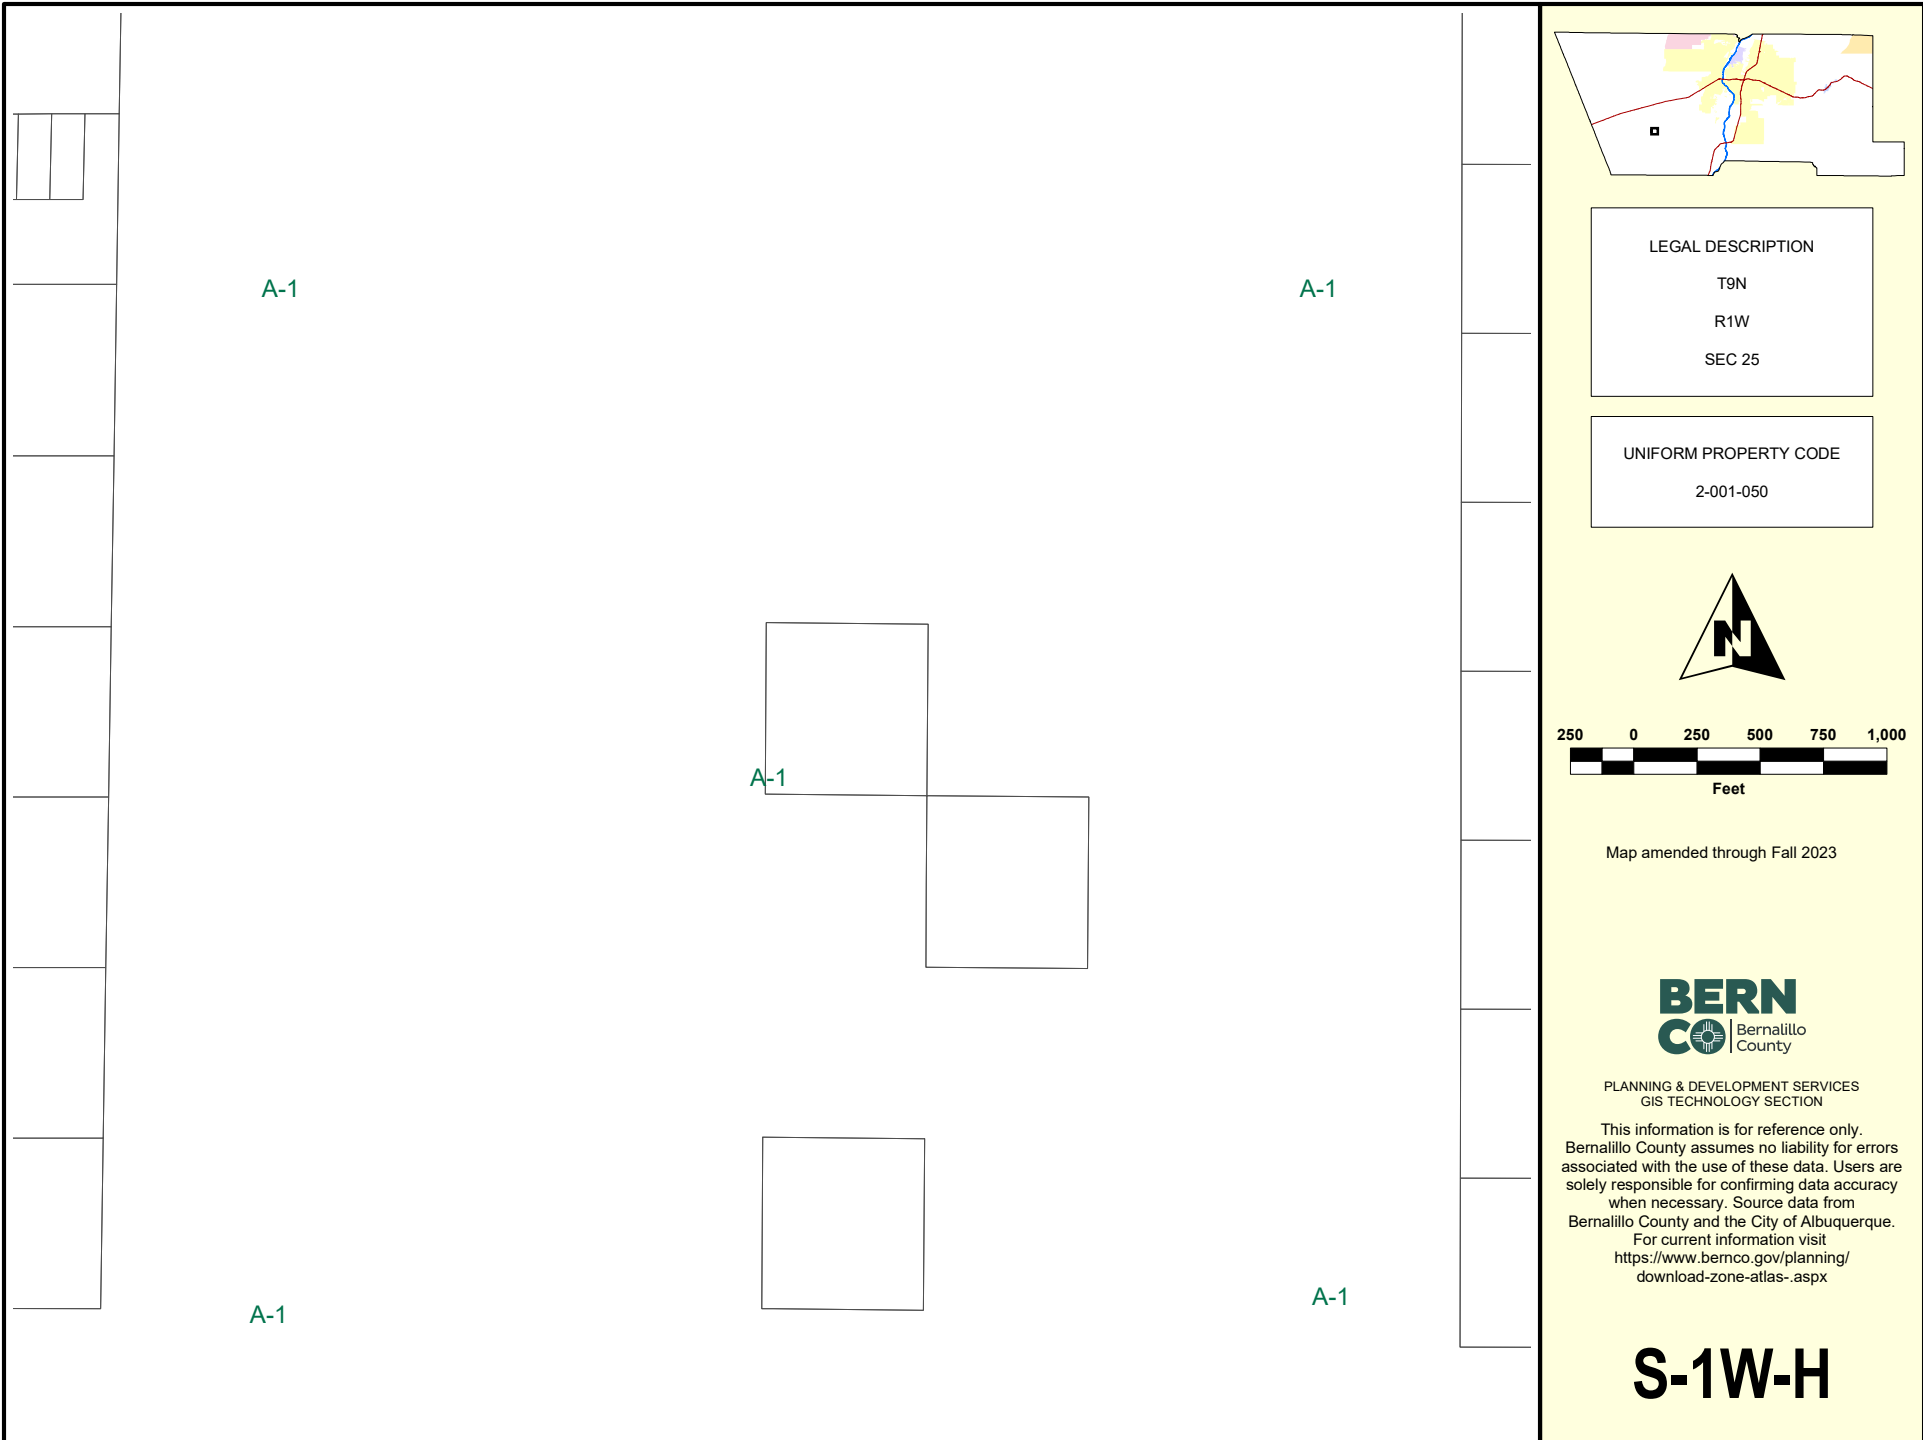 A-1
A-1
A-1
A-1
A-1
LEGAL DESCRIPTION
T9N
R1W
SEC 25
UNIFORM PROPERTY CODE
2-001-050
N
250 0 250 500 750 1,000
Feet
Map amended through Fall 2023
BERN
CO
Bernalillo
County
PLANNING & DEVELOPMENT SERVICES
GIS TECHNOLOGY SECTION
This information is for reference only.
Bernalillo County assumes no liability for errors
associated with the use of these data. Users are
solely responsible for confirming data accuracy
when necessary. Source data from
Bernalillo County and the City of Albuquerque.
For current information visit
https://www.bernco.gov/planning/
download-zone-atlas-.aspx
S-1W-H